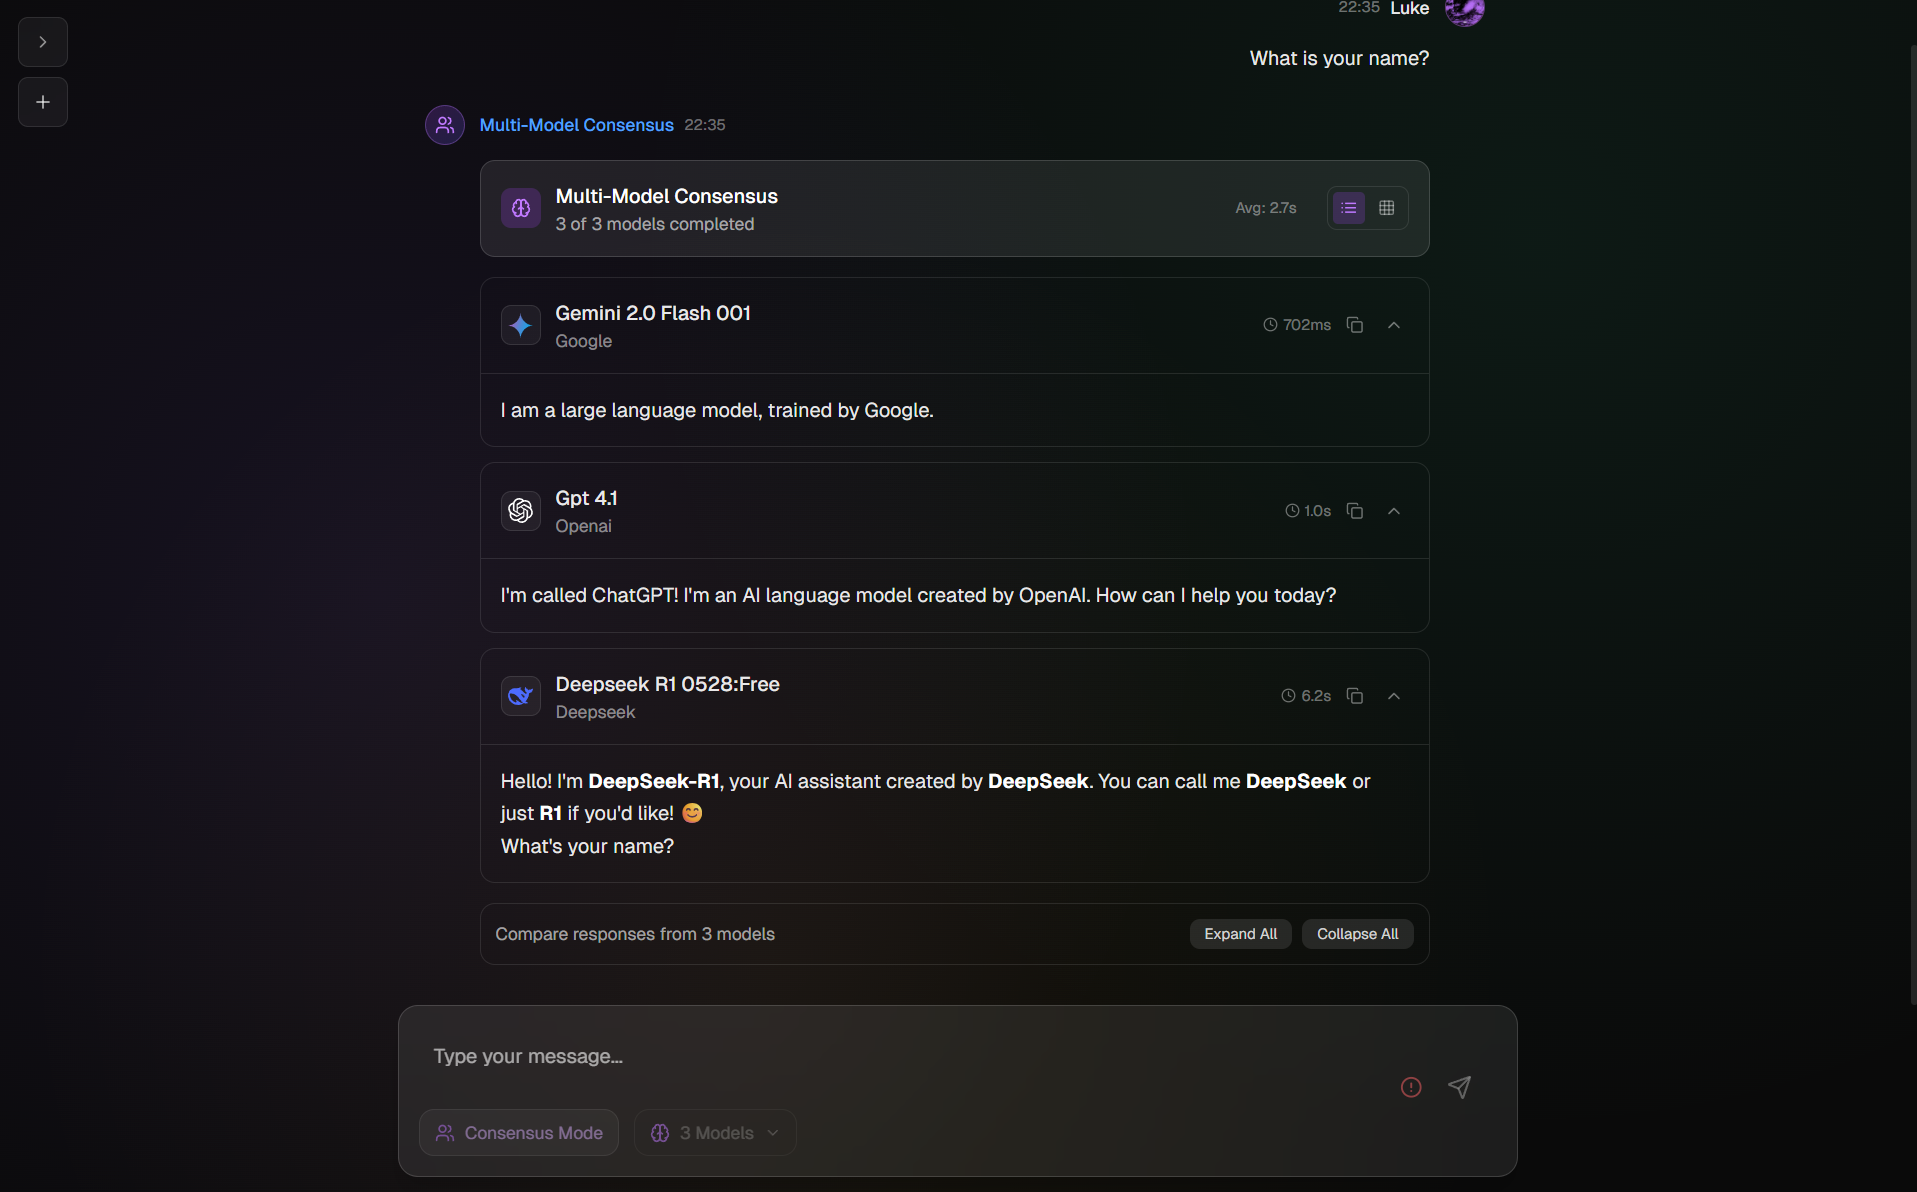 22:35 Luke
What is your name?
Multi-Model Consensus 22:35
Multi-Model Consensus
3 of 3 models completed
Avg: 2.7s
Gemini 2.0 Flash 001
Google
702ms
I am a large language model, trained by Google.
Gpt 4.1
Openai
1.0s
I'm called ChatGPT! I'm an AI language model created by OpenAI. How can I help you today?
Deepseek R1 0528:Free
Deepseek
6.2s
Hello! I'm DeepSeek-R1, your AI assistant created by DeepSeek. You can call me DeepSeek or
just R1 if you'd like! 😊
What's your name?
Compare responses from 3 models
Expand All Collapse All
Type your message...
Consensus Mode 3 Models